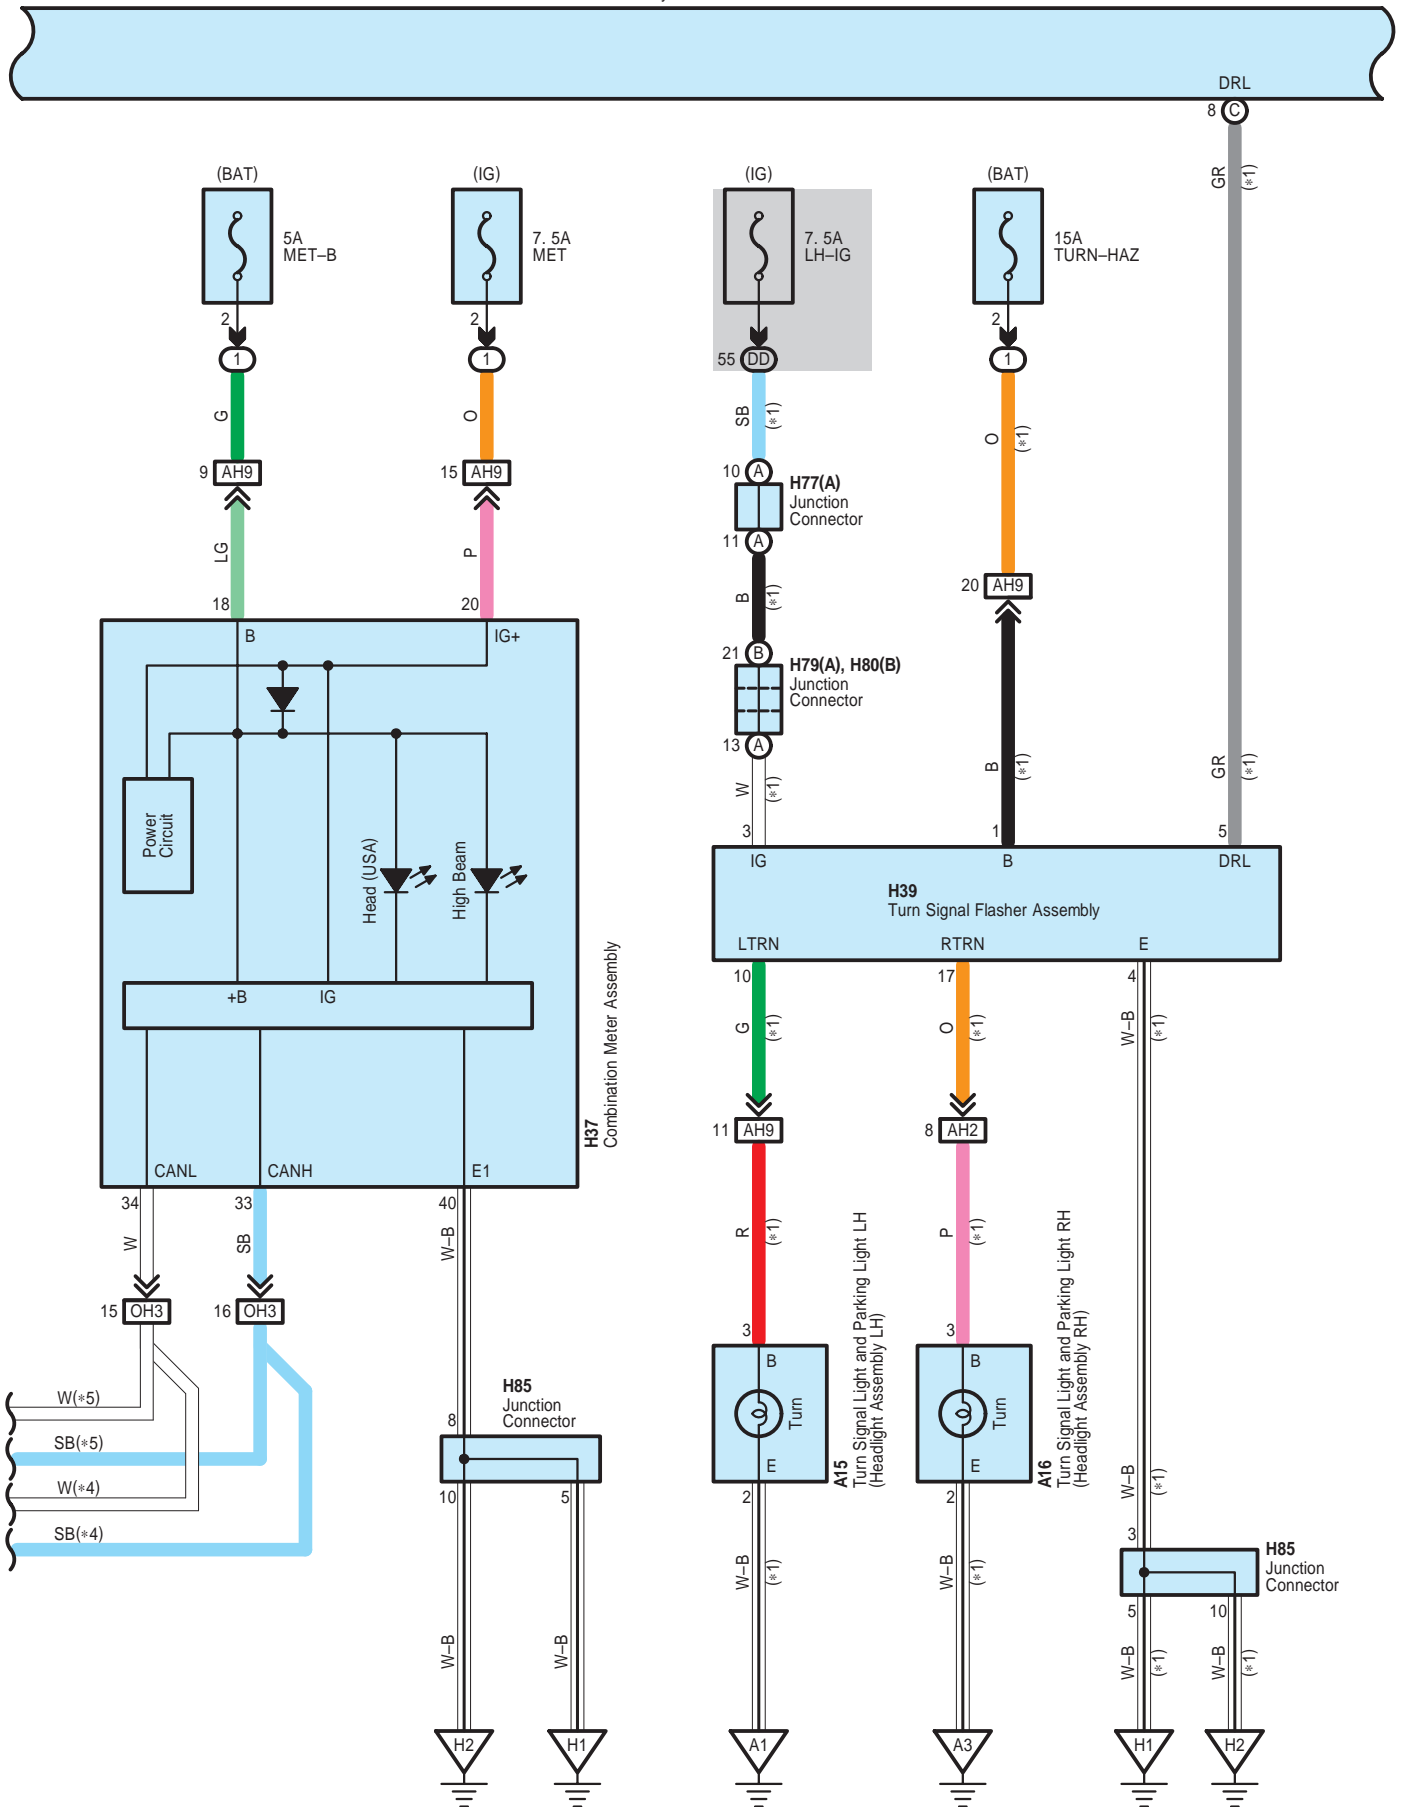 DRL
8 C
(BAT)
(IG)
(IG)
(BAT)
GR
(*1)
5A
MET–B
7. 5A
MET
7. 5A
LH–IG
15A
TURN–HAZ
2
2
2
1
1
55 DD
1
G
O
SB
(*1)
O
(*1)
9 AH9
15 AH9
10 A
H77(A)
Junction
Connector
11 A
LG
P
B
(*1)
20 AH9
18
20
21 B
H79(A), H80(B)
Junction
Connector
13 A
B
IG+
W
(*1)
B
(*1)
GR
(*1)
3
1
5
Power
Circuit
Head (USA)
High Beam
IG
B
DRL
H39
Turn Signal Flasher Assembly
LTRN
RTRN
E
+B
IG
10
17
4
H37
Combination Meter Assembly
G
(*1)
O
(*1)
W–B
(*1)
11 AH9
8 AH2
CANL
CANH
E1
34
33
40
W
SB
W–B
R
(*1)
P
(*1)
15 OH3
16 OH3
3
3
B
B
Turn
Turn
E
E
A15
Turn Signal Light and Parking Light LH
(Headlight Assembly LH)
A16
Turn Signal Light and Parking Light RH
(Headlight Assembly RH)
W(*5)
SB(*5)
W(*4)
SB(*4)
H85
Junction
Connector
8
10
5
2
2
W–B
(*1)
3
H85
Junction
Connector
5
10
W–B
(*1)
W–B
(*1)
W–B
W–B
W–B
(*1)
W–B
(*1)
H2
H1
A1
A3
H1
H2